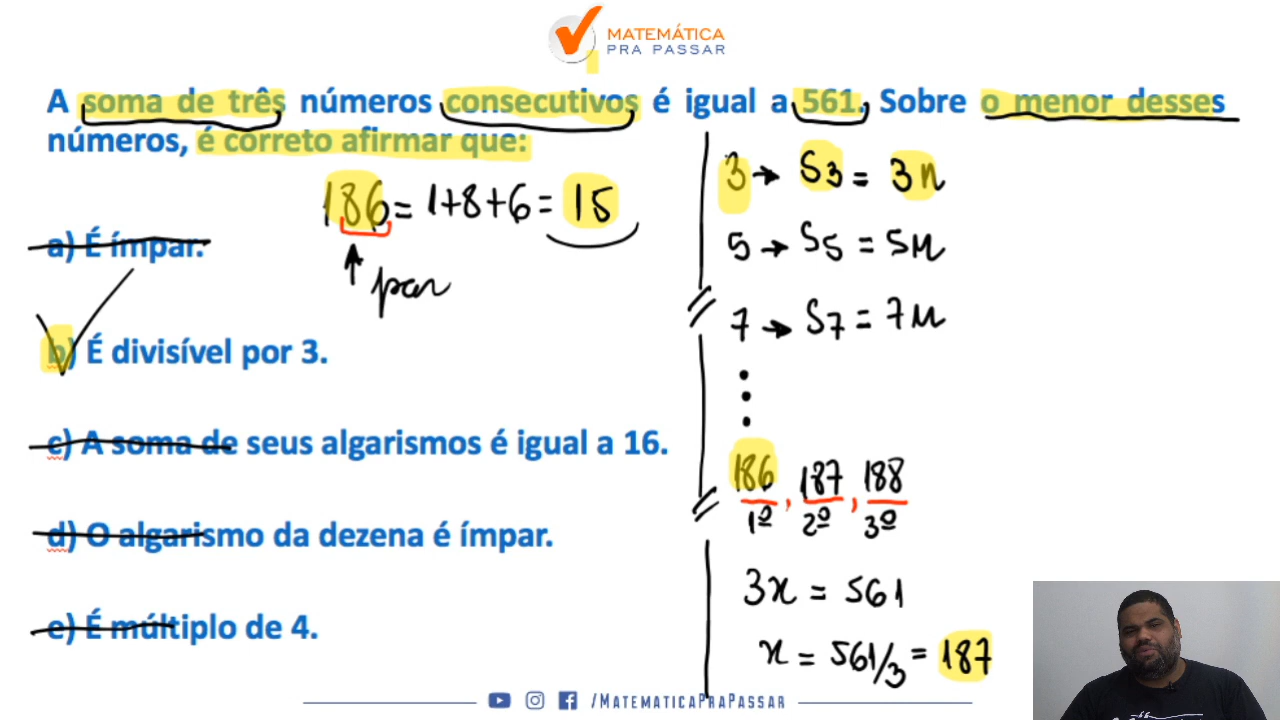 MATEMÁTICA
PRA PASSAR
A soma de três números consecutivos é igual a 561. Sobre o menor desses
números, é correto afirmar que:
186 = 1+8+6 = 15
par
a) É ímpar.
b) É divisível por 3.
c) A soma de seus algarismos é igual a 16.
d) O algarismo da dezena é ímpar.
e) É múltiplo de 4.
3 → S3 = 3x
5 → S5 = 5x
7 → S7 = 7x
186, 187, 188
1º 2º 3º
3x = 561
x = 561/3 = 187
/MATEMATICAPRAPASSAR